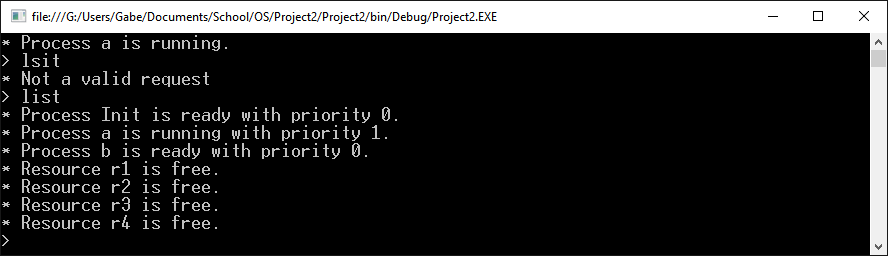 file:///G:/Users/Gabe/Documents/School/OS/Project2/Project2/bin/Debug/Project2.EXE
* Process a is running.
> lsit
* Not a valid request
> list
* Process Init is ready with priority 0.
* Process a is running with priority 1.
* Process b is ready with priority 0.
* Resource r1 is free.
* Resource r2 is free.
* Resource r3 is free.
* Resource r4 is free.
>